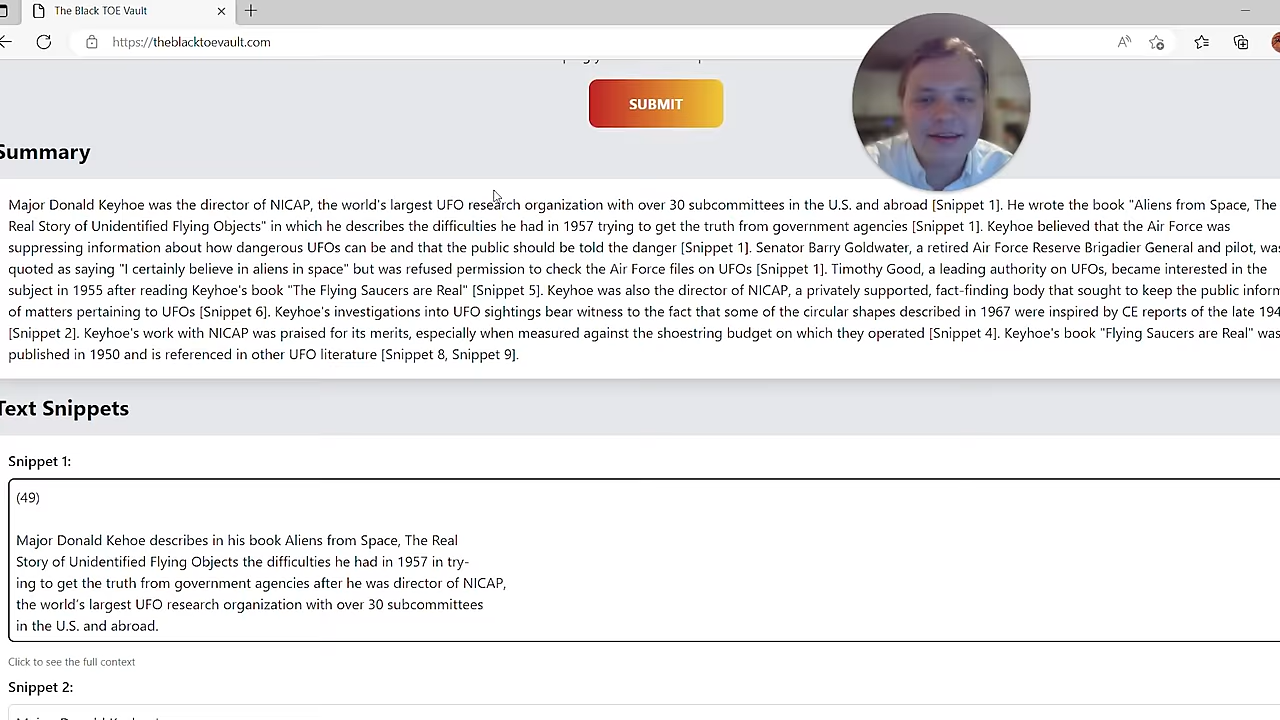 The Black TOE Vault
https://theblacktoevault.com
SUBMIT
Summary
Major Donald Keyhoe was the director of NICAP, the world's largest UFO research organization with over 30 subcommittees in the U.S. and abroad [Snippet 1]. He wrote the book "Aliens from Space, The
Real Story of Unidentified Flying Objects" in which he describes the difficulties he had in 1957 trying to get the truth from government agencies [Snippet 1]. Keyhoe believed that the Air Force was
suppressing information about how dangerous UFOs can be and that the public should be told the danger [Snippet 1]. Senator Barry Goldwater, a retired Air Force Reserve Brigadier General and pilot, wa
quoted as saying "I certainly believe in aliens in space" but was refused permission to check the Air Force files on UFOs [Snippet 1]. Timothy Good, a leading authority on UFOs, became interested in the
subject in 1955 after reading Keyhoe's book "The Flying Saucers are Real" [Snippet 5]. Keyhoe was also the director of NICAP, a privately supported, fact-finding body that sought to keep the public inform
of matters pertaining to UFOs [Snippet 6]. Keyhoe's investigations into UFO sightings bear witness to the fact that some of the circular shapes described in 1967 were inspired by CE reports of the late 194
[Snippet 2]. Keyhoe's work with NICAP was praised for its merits, especially when measured against the shoestring budget on which they operated [Snippet 4]. Keyhoe's book "Flying Saucers are Real" was
published in 1950 and is referenced in other UFO literature [Snippet 8, Snippet 9].
Text Snippets
Snippet 1:
(49)
Major Donald Kehoe describes in his book Aliens from Space, The Real
Story of Unidentified Flying Objects the difficulties he had in 1957 in try-
ing to get the truth from government agencies after he was director of NICAP,
the world's largest UFO research organization with over 30 subcommittees
in the U.S. and abroad.
Click to see the full context
Snippet 2: